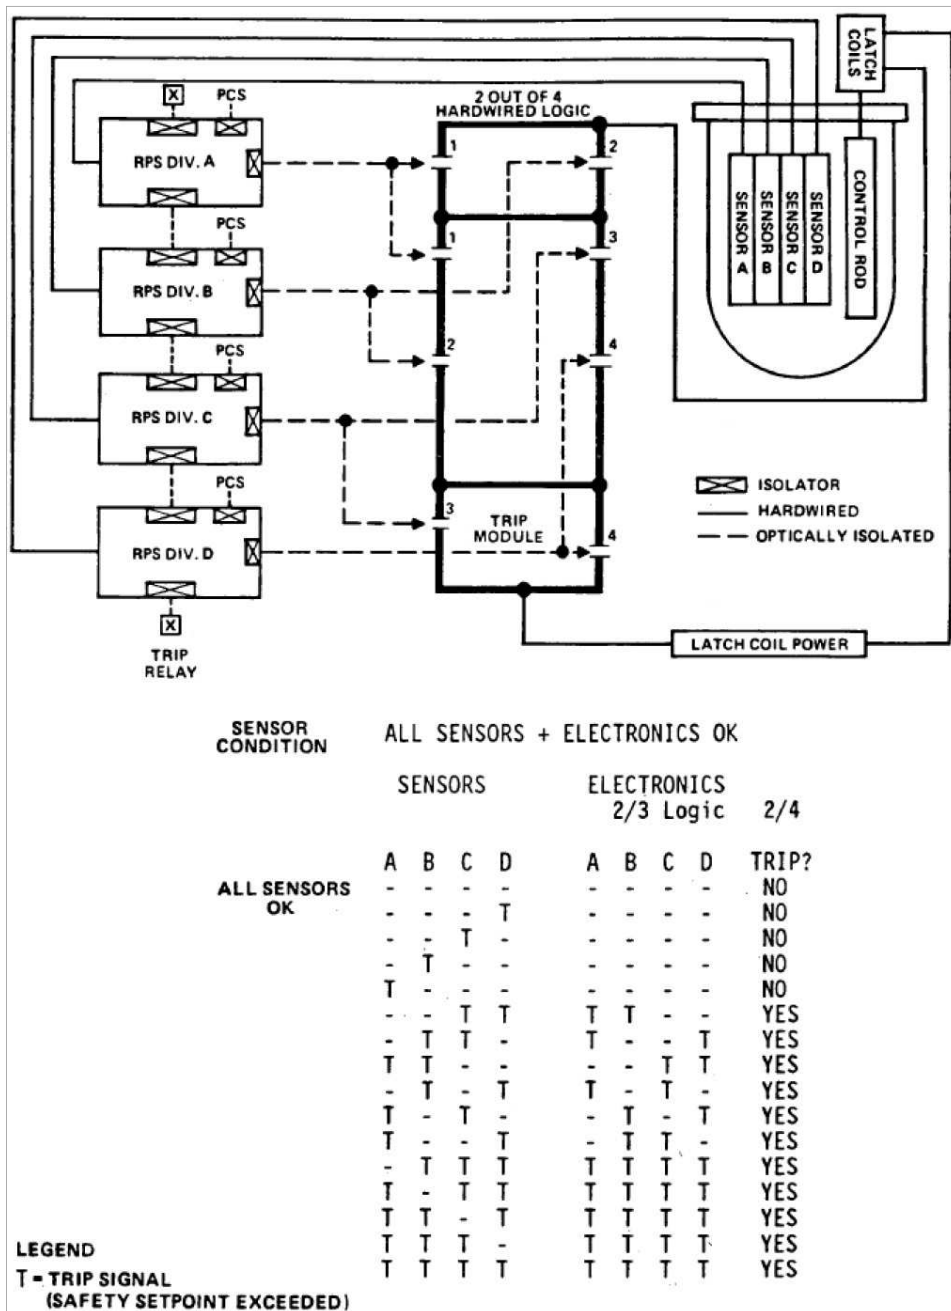 LATCH
COILS
X
PCS
2 OUT OF 4
HARDWIRED LOGIC
1
2
RPS DIV. A
PCS
1
3
RPS DIV. B
SENSOR A
SENSOR B
SENSOR C
SENSOR D
CONTROL ROD
PCS
2
4
RPS DIV. C
PCS
ISOLATOR
HARDWIRED
OPTICALLY ISOLATED
3
TRIP
MODULE
4
RPS DIV. D
X
TRIP
RELAY
LATCH COIL POWER
SENSOR
CONDITION
ALL SENSORS + ELECTRONICS OK
SENSORS ELECTRONICS
2/3 Logic 2/4
A B C D A B C D TRIP?
ALL SENSORS
OK
- - - - - - - - NO
- - - T - - - - NO
- - T - - - - - NO
- T - - - - - - NO
T - - - - - - - NO
- - T T T T - - YES
- T T - T - - T YES
T T - - - - T T YES
- T - T T - T - YES
T - T - - T - T YES
T - - T - T T - YES
- T T T T T T T YES
T - T T T T T T YES
T T - T T T T T YES
T T T - T T T T YES
T T T T T T T T YES
LEGEND
T = TRIP SIGNAL
(SAFETY SETPOINT EXCEEDED)